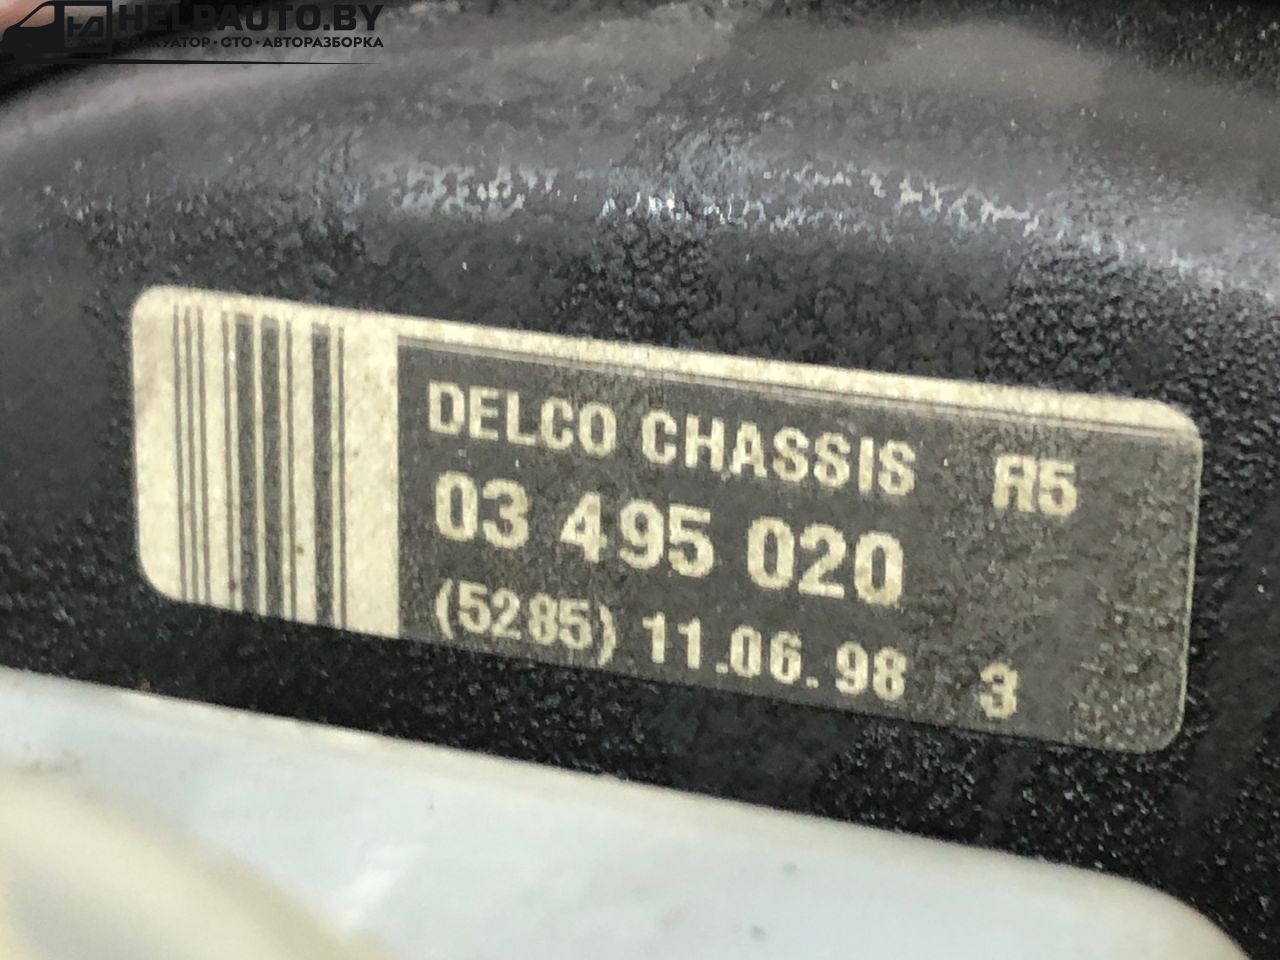 HELPAUTO.BY
ЭВАКУАТОР·СТО·АВТОРАЗБОРКА
DELCO CHASSIS R5
03 495 020
(5285) 11.06.98 3